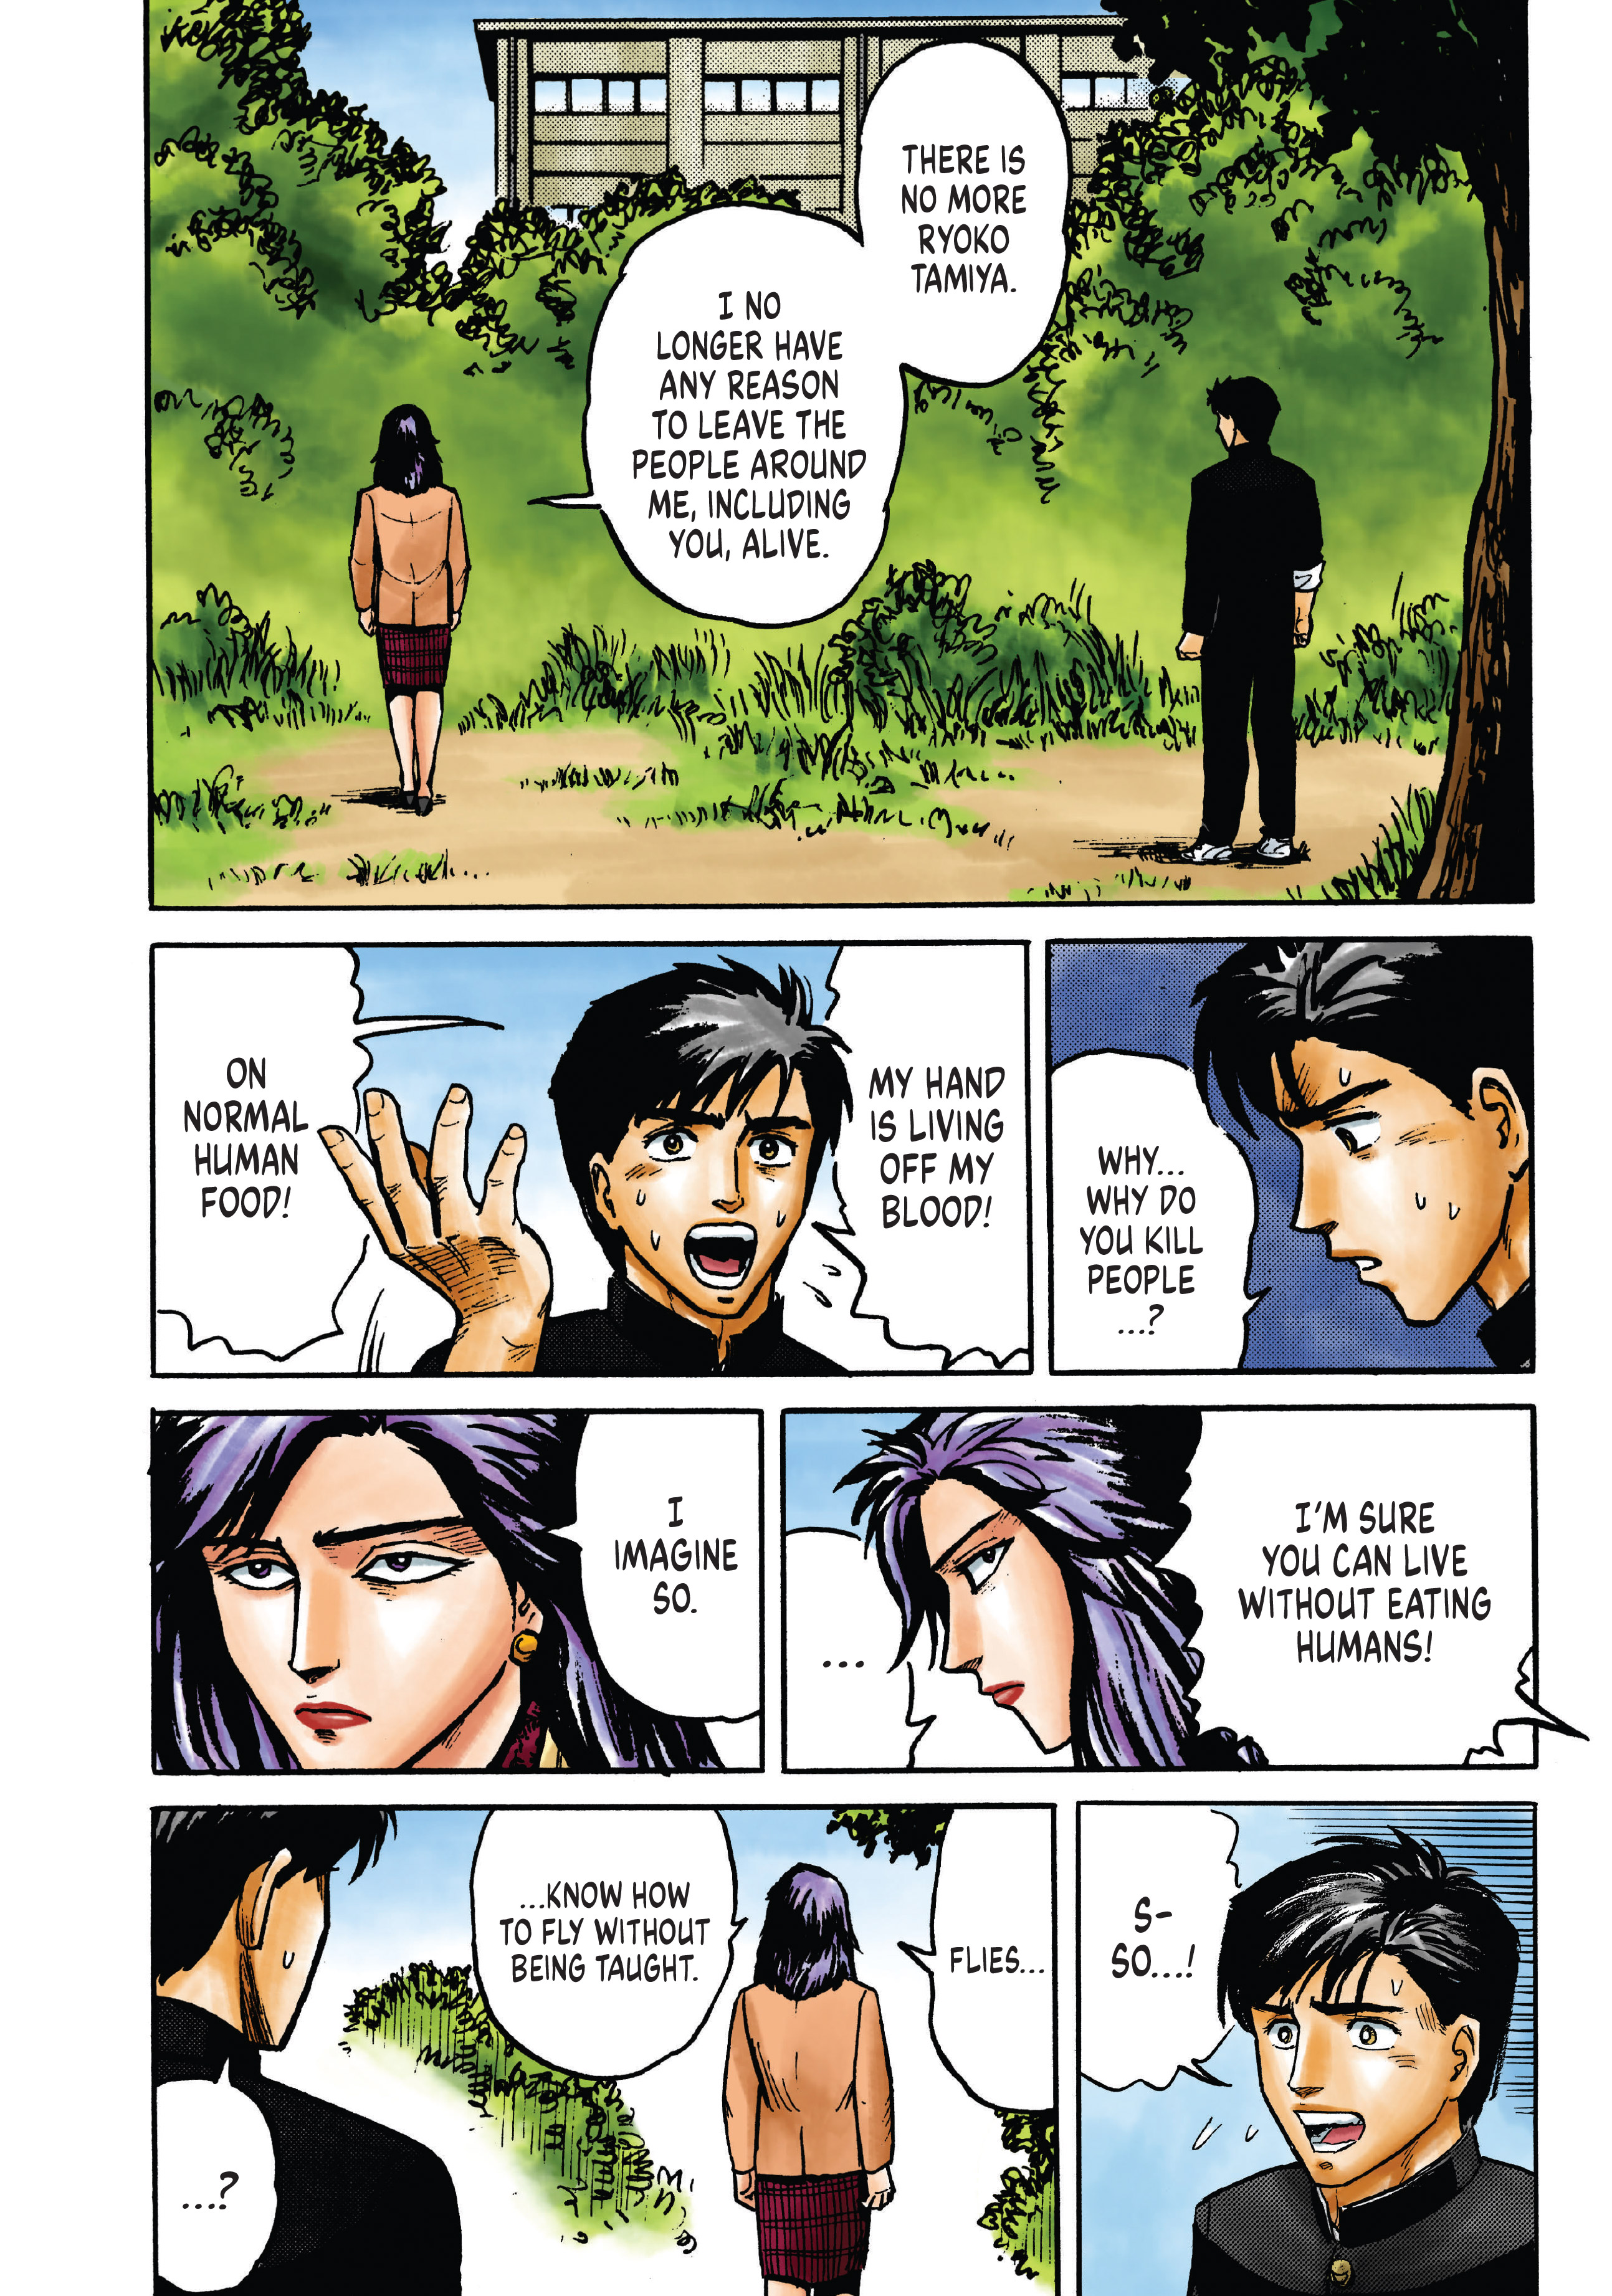 THERE IS
NO MORE
RYOKO
TAMIYA.
I NO
LONGER HAVE
ANY REASON
TO LEAVE THE
PEOPLE AROUND
ME, INCLUDING
YOU, ALIVE.
WHY...
WHY DO
YOU KILL
PEOPLE
...?
MY HAND
IS LIVING
OFF MY
BLOOD!
ON
NORMAL
HUMAN
FOOD!
I'M SURE
YOU CAN LIVE
WITHOUT EATING
HUMANS!
...
I
IMAGINE
SO.
S-
SO...!
FLIES...
...KNOW HOW
TO FLY WITHOUT
BEING TAUGHT.
...?